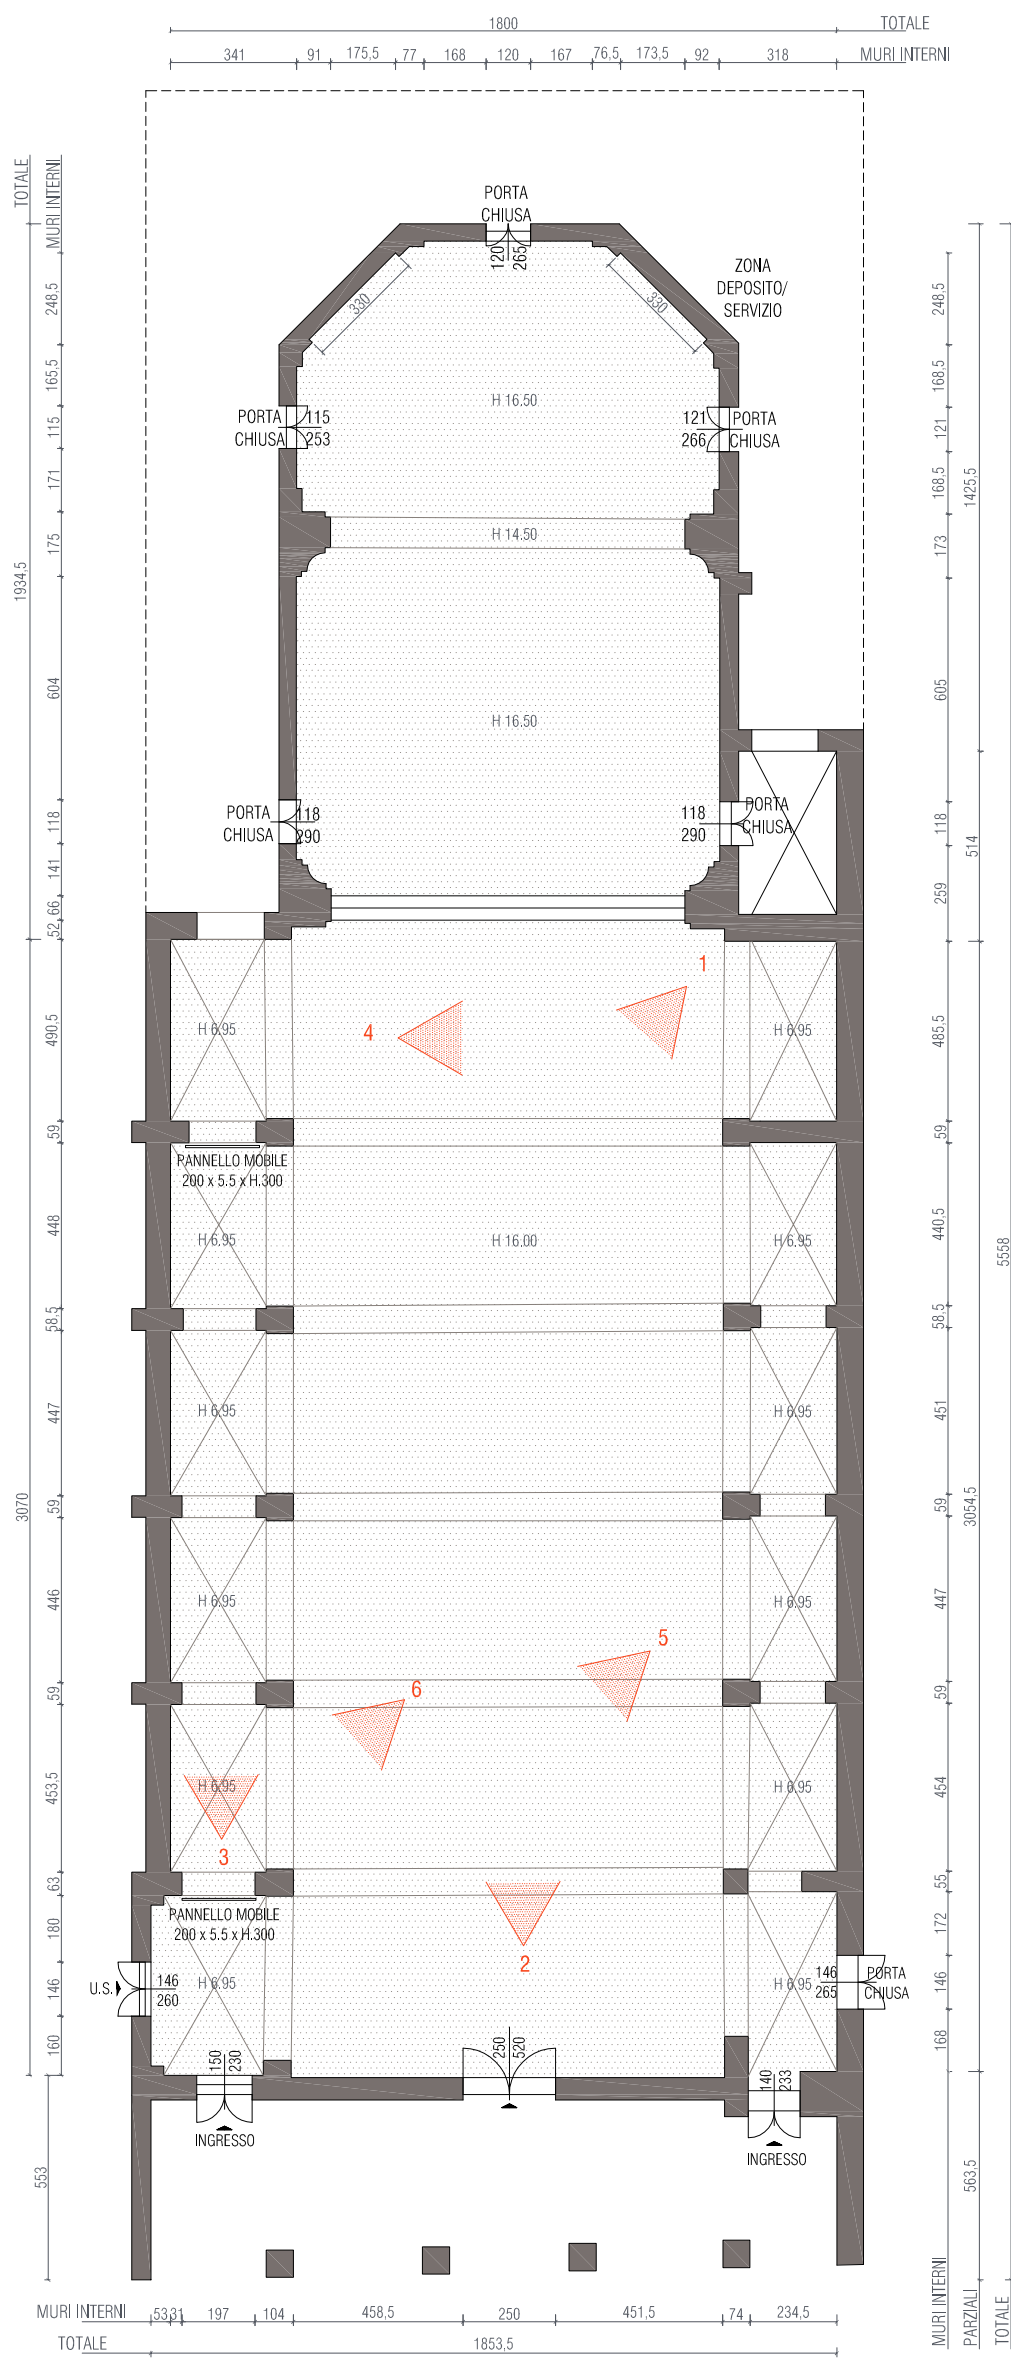 1800
TOTALE
341
91
175,5
77
168
120
167
76,5
173,5
92
318
MURI INTERNI
TOTALE
MURI INTERNI
PORTA
CHIUSA
120
265
ZONA
DEPOSITO/
SERVIZIO
330
330
248,5
248,5
165,5
168,5
H 16.50
PORTA
CHIUSA
115
253
121
266
PORTA
CHIUSA
115
121
171
168,5
1425,5
175
H 14.50
173
1934,5
604
H 16.50
605
PORTA
CHIUSA
118
290
118
290
PORTA
CHIUSA
118
118
514
141
259
66
52
1
4
490,5
H 6.95
H 6.95
485,5
59
59
PANNELLO MOBILE
200 x 5.5 x H.300
448
H 6.95
H 16.00
H 6.95
440,5
5558
58,5
58,5
447
H 6.95
H 6.95
451
59
59
3070
3054,5
446
H 6.95
H 6.95
447
5
59
6
59
453,5
H 6.95
H 6.95
454
3
63
55
PANNELLO MOBILE
200 x 5.5 x H.300
180
2
172
U.S.
146
260
H 6.95
H 6.95
146
265
PORTA
CHIUSA
146
146
160
150
230
250
520
168
140
233
INGRESSO
INGRESSO
553
563,5
MURI INTERNI
53
31
197
104
458,5
250
451,5
74
234,5
MURI INTERNI
PARZIALI
TOTALE
TOTALE
1853,5